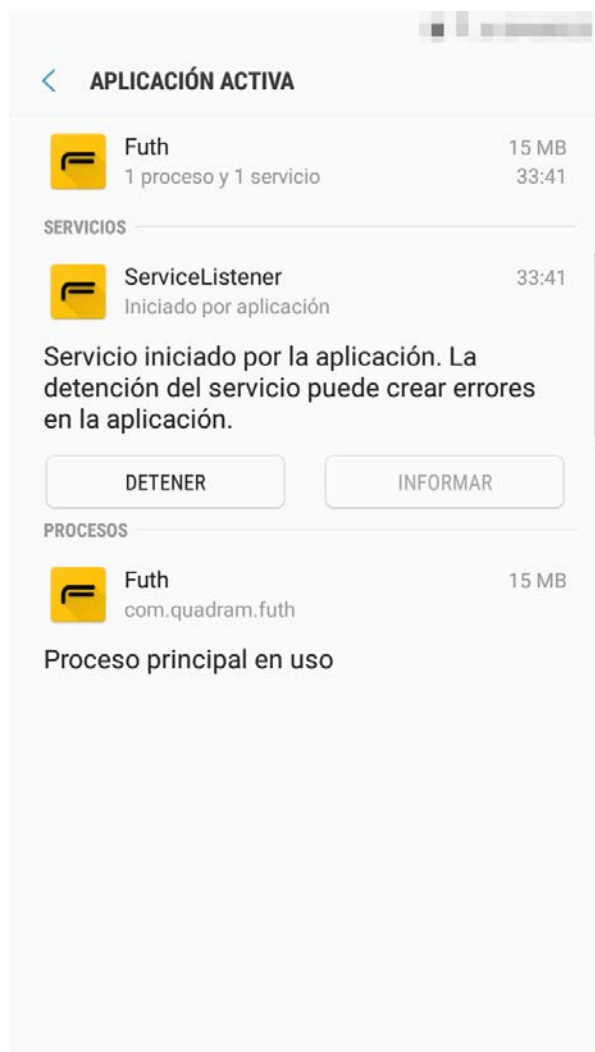 APLICACIÓN ACTIVA
Futh 15 MB
1 proceso y 1 servicio 33:41
SERVICIOS
ServiceListener 33:41
Iniciado por aplicación
Servicio iniciado por la aplicación. La
detención del servicio puede crear errores
en la aplicación.
DETENER INFORMAR
PROCESOS
Futh 15 MB
com.quadram.futh
Proceso principal en uso